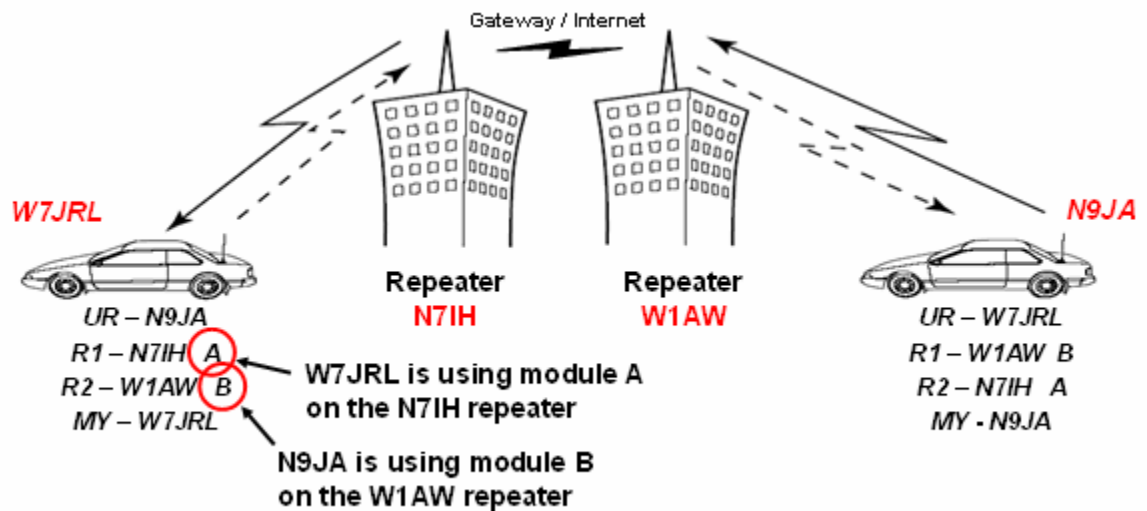 Gateway / Internet
W7JRL
N9JA
Repeater
N7IH
Repeater
W1AW
UR – N9JA
R1 – N7IH A
R2 – W1AW B
MY – W7JRL
W7JRL is using module A
on the N7IH repeater
N9JA is using module B
on the W1AW repeater
UR – W7JRL
R1 – W1AW B
R2 – N7IH A
MY - N9JA